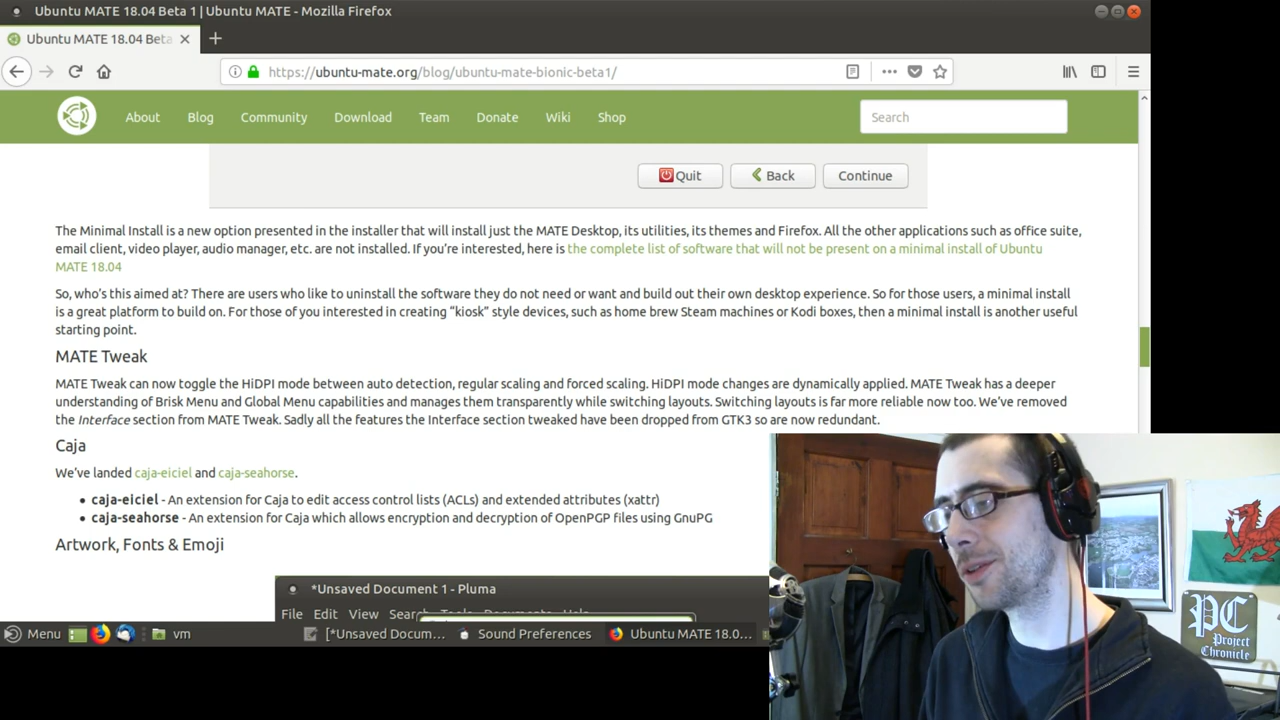 Ubuntu MATE 18.04 Beta 1 | Ubuntu MATE - Mozilla Firefox
Ubuntu MATE 18.04 Beta
https://ubuntu-mate.org/blog/ubuntu-mate-bionic-beta1/
About Blog Community Download Team Donate Wiki Shop Search
Quit Back Continue
The Minimal Install is a new option presented in the installer that will install just the MATE Desktop, its utilities, its themes and Firefox. All the other applications such as office suite,
email client, video player, audio manager, etc. are not installed. If you're interested, here is the complete list of software that will not be present on a minimal install of Ubuntu
MATE 18.04
So, who's this aimed at? There are users who like to uninstall the software they do not need or want and build out their own desktop experience. So for those users, a minimal install
is a great platform to build on. For those of you interested in creating “kiosk” style devices, such as home brew Steam machines or Kodi boxes, then a minimal install is another useful
starting point.
MATE Tweak
MATE Tweak can now toggle the HiDPI mode between auto detection, regular scaling and forced scaling. HiDPI mode changes are dynamically applied. MATE Tweak has a deeper
understanding of Brisk Menu and Global Menu capabilities and manages them transparently while switching layouts. Switching layouts is far more reliable now too. We've removed
the Interface section from MATE Tweak. Sadly all the features the Interface section tweaked have been dropped from GTK3 so are now redundant.
Caja
We've landed caja-eiciel and caja-seahorse.
• caja-eiciel - An extension for Caja to edit access control lists (ACLs) and extended attributes (xattr)
• caja-seahorse - An extension for Caja which allows encryption and decryption of OpenPGP files using GnuPG
Artwork, Fonts & Emoji
*Unsaved Document 1 - Pluma
File Edit View Search Tools Documents Help
Menu vm [*Unsaved Docum... Sound Preferences Ubuntu MATE 18.0...
PC
Project
Chronicle